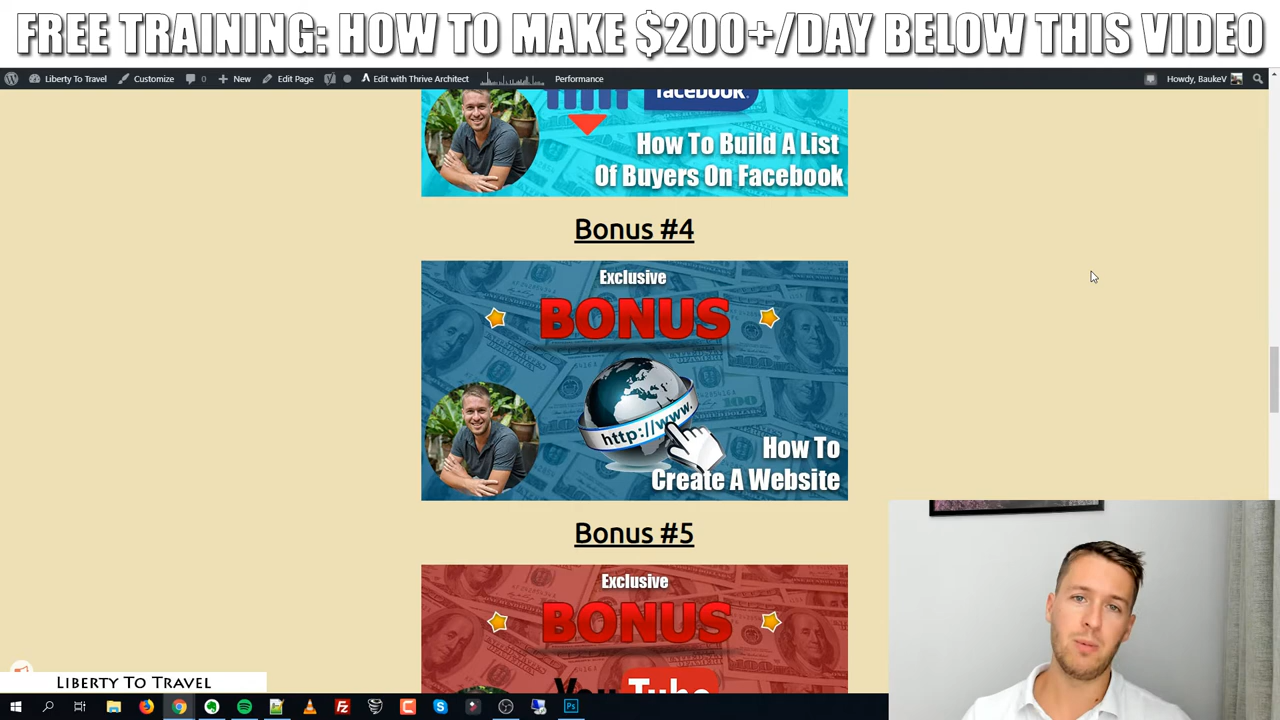 FREE TRAINING: HOW TO MAKE $200+/DAY BELOW THIS VIDEO
Liberty To Travel Customize 0 New Edit Page Edit with Thrive Architect Performance Howdy, BaukeV
facebook.
How To Build A List
Of Buyers On Facebook
Bonus #4
Exclusive
BONUS
http://www.
How To
Create A Website
Bonus #5
Exclusive
BONUS
YouTube
LIBERTY TO TRAVEL